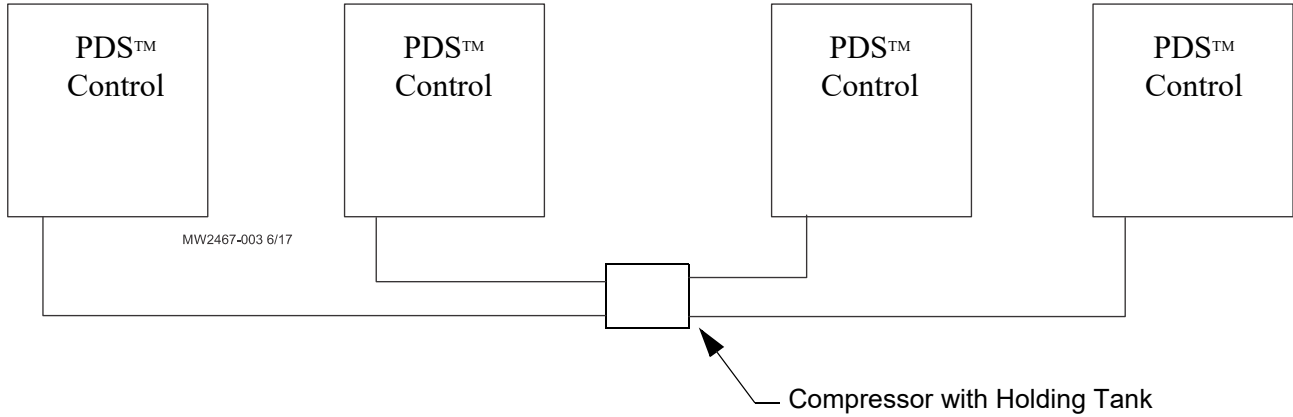 PDS™
Control
PDS™
Control
PDS™
Control
PDS™
Control
MW2467-003 6/17
Compressor with Holding Tank